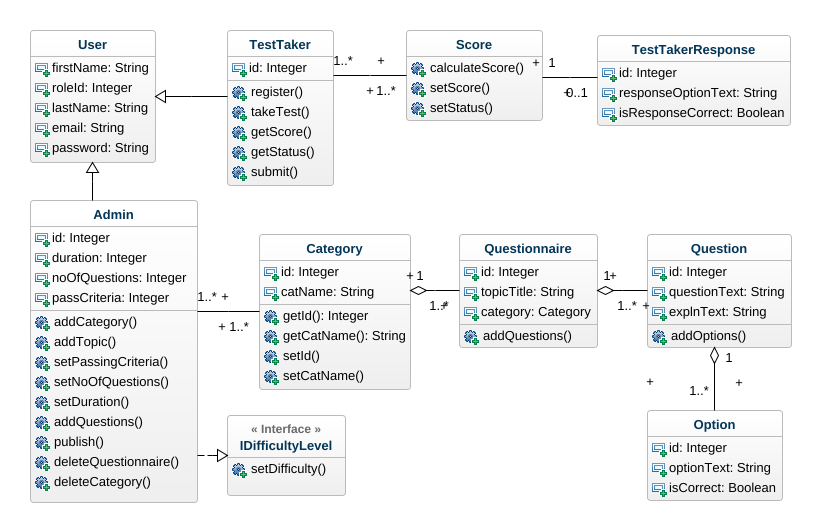 User
firstName: String
roleId: Integer
lastName: String
email: String
password: String
TestTaker
id: Integer
register()
takeTest()
getScore()
getStatus()
submit()
1..* +
+ 1..*
Score
calculateScore()
setScore()
setStatus()
+ 1
+0..1
TestTakerResponse
id: Integer
responseOptionText: String
isResponseCorrect: Boolean
Admin
id: Integer
duration: Integer
noOfQuestions: Integer
passCriteria: Integer
addCategory()
addTopic()
setPassingCriteria()
setNoOfQuestions()
setDuration()
addQuestions()
publish()
deleteQuestionnaire()
deleteCategory()
1..* +
+ 1..*
Category
id: Integer
catName: String
getId(): Integer
getCatName(): String
setId()
setCatName()
+ 1
1..*+
Questionnaire
id: Integer
topicTitle: String
category: Category
addQuestions()
1+
1..* +
Question
id: Integer
questionText: String
explnText: String
addOptions()
1
+ +
1..*
« Interface »
IDifficultyLevel
setDifficulty()
Option
id: Integer
optionText: String
isCorrect: Boolean